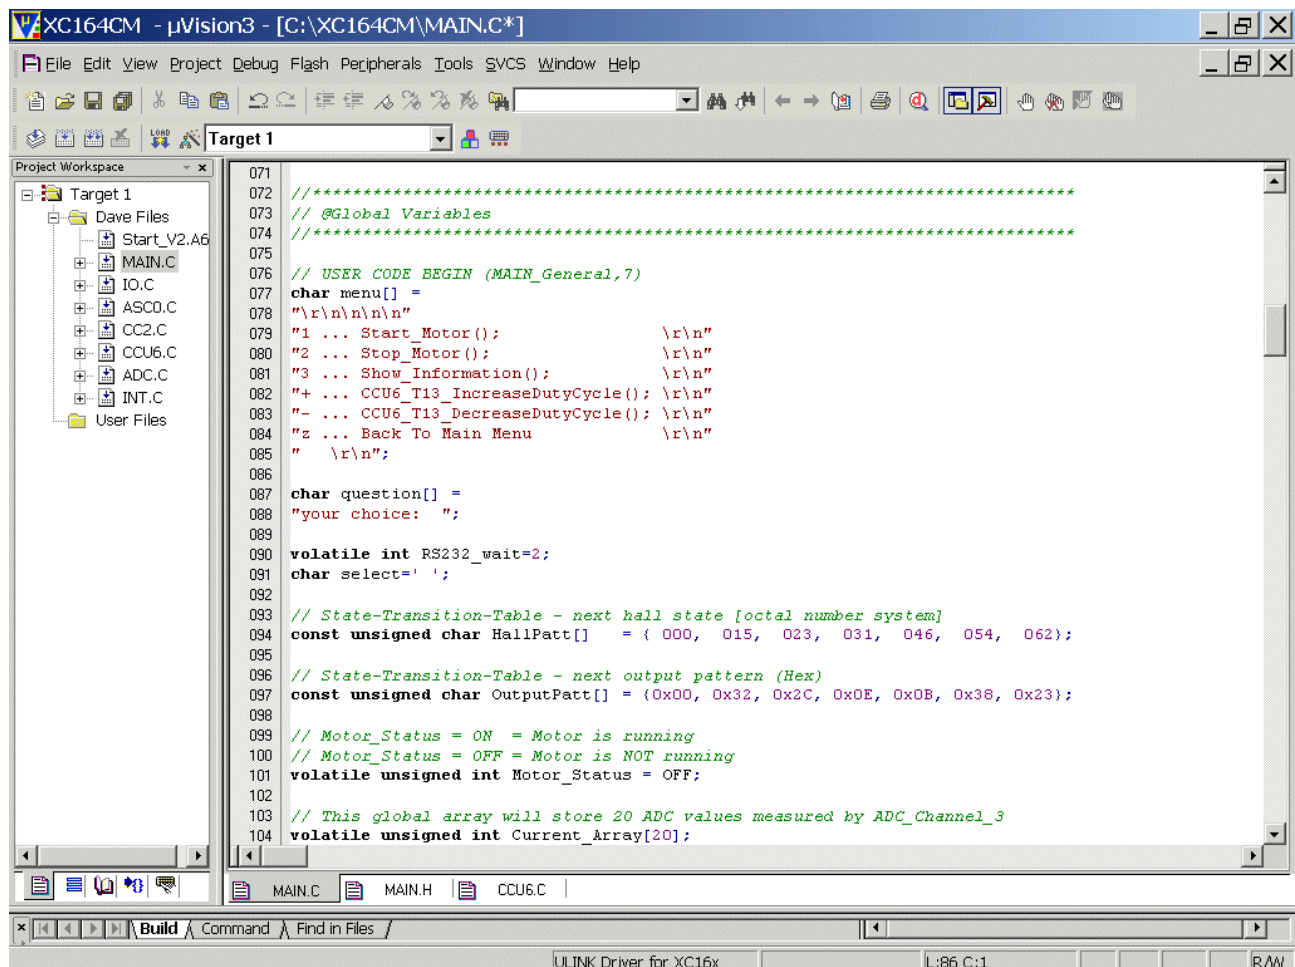 XC164CM - µVision3 - [C:\XC164CM\MAIN.C*]
File Edit View Project Debug Flash Peripherals Tools SVCS Window Help
LOAD Target 1
Project Workspace
Target 1
Dave Files
Start_V2.A6
MAIN.C
IO.C
ASC0.C
CC2.C
CCU6.C
ADC.C
INT.C
User Files
071
072 //****************************************************************************
073 // @Global Variables
074 //****************************************************************************
075
076 // USER CODE BEGIN (MAIN_General,7)
077 char menu[] =
078 "\r\n\n\n\n"
079 "1 ... Start_Motor();                \r\n"
080 "2 ... Stop_Motor();                 \r\n"
081 "3 ... Show_Information();           \r\n"
082 "+ ... CCU6_T13_IncreaseDutyCycle(); \r\n"
083 "- ... CCU6_T13_DecreaseDutyCycle(); \r\n"
084 "z ... Back To Main Menu             \r\n"
085 "   \r\n";
086
087 char question[] =
088 "your choice:  ";
089
090 volatile int RS232_wait=2;
091 char select=' ';
092
093 // State-Transition-Table - next hall state [octal number system]
094 const unsigned char HallPatt[]   = { 000,  015,  023,  031,  046,  054,  062};
095
096 // State-Transition-Table - next output pattern (Hex)
097 const unsigned char OutputPatt[] = {0x00, 0x32, 0x2C, 0x0E, 0x0B, 0x38, 0x23};
098
099 // Motor_Status = ON  = Motor is running
100 // Motor_Status = OFF = Motor is NOT running
101 volatile unsigned int Motor_Status = OFF;
102
103 // This global array will store 20 ADC values measured by ADC_Channel_3
104 volatile unsigned int Current_Array[20];
MAIN.C MAIN.H CCU6.C
Build Command Find in Files
ULINK Driver for XC16x L:86 C:1 R/W